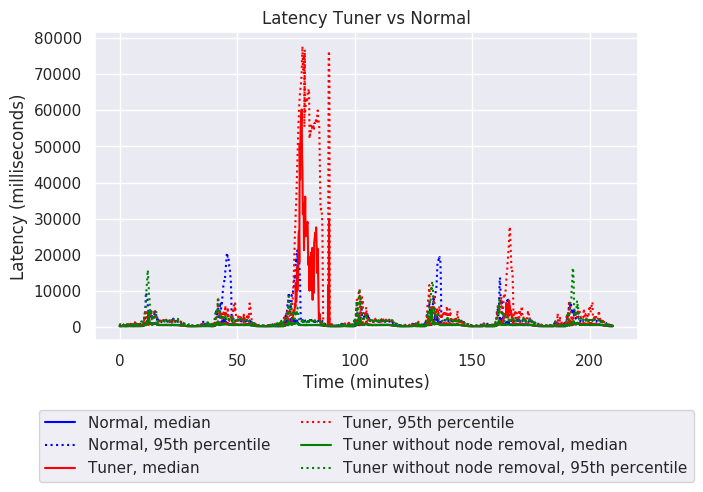 Latency Tuner vs Normal
Latency (milliseconds)
80000
70000
60000
50000
40000
30000
20000
10000
0
0 50 100 150 200
Time (minutes)
Normal, median
Normal, 95th percentile
Tuner, median
Tuner, 95th percentile
Tuner without node removal, median
Tuner without node removal, 95th percentile